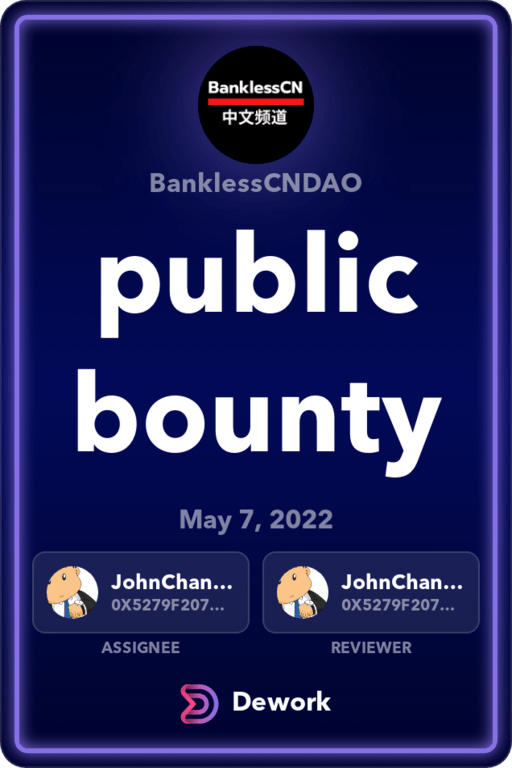 BanklessCN
中文频道
BanklessCNDAO
public
bounty
May 7, 2022
JohnChan...
0X5279F207...
ASSIGNEE
JohnChan...
0X5279F207...
REVIEWER
Dework